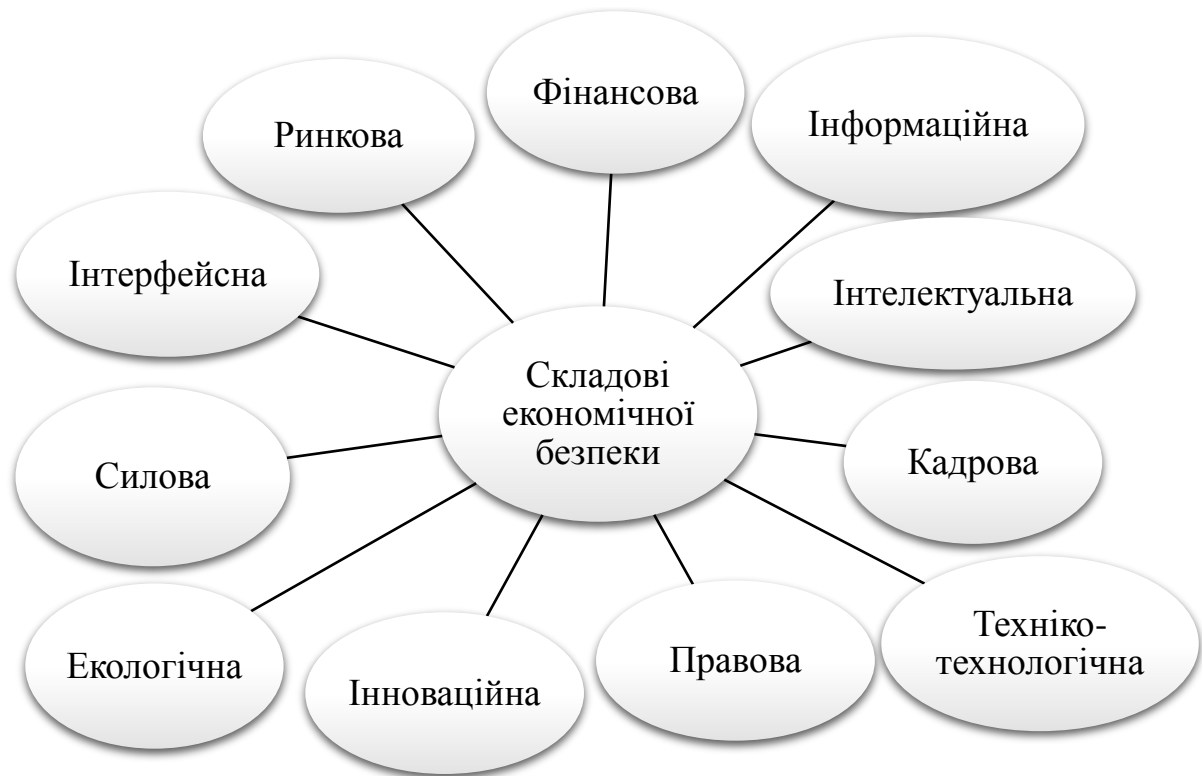 Фінансова
Інформаційна
Ринкова
Інтерфейсна
Інтелектуальна
Складові
економічної
безпеки
Силова
Кадрова
Екологічна
Інноваційна
Правова
Техніко-
технологічна